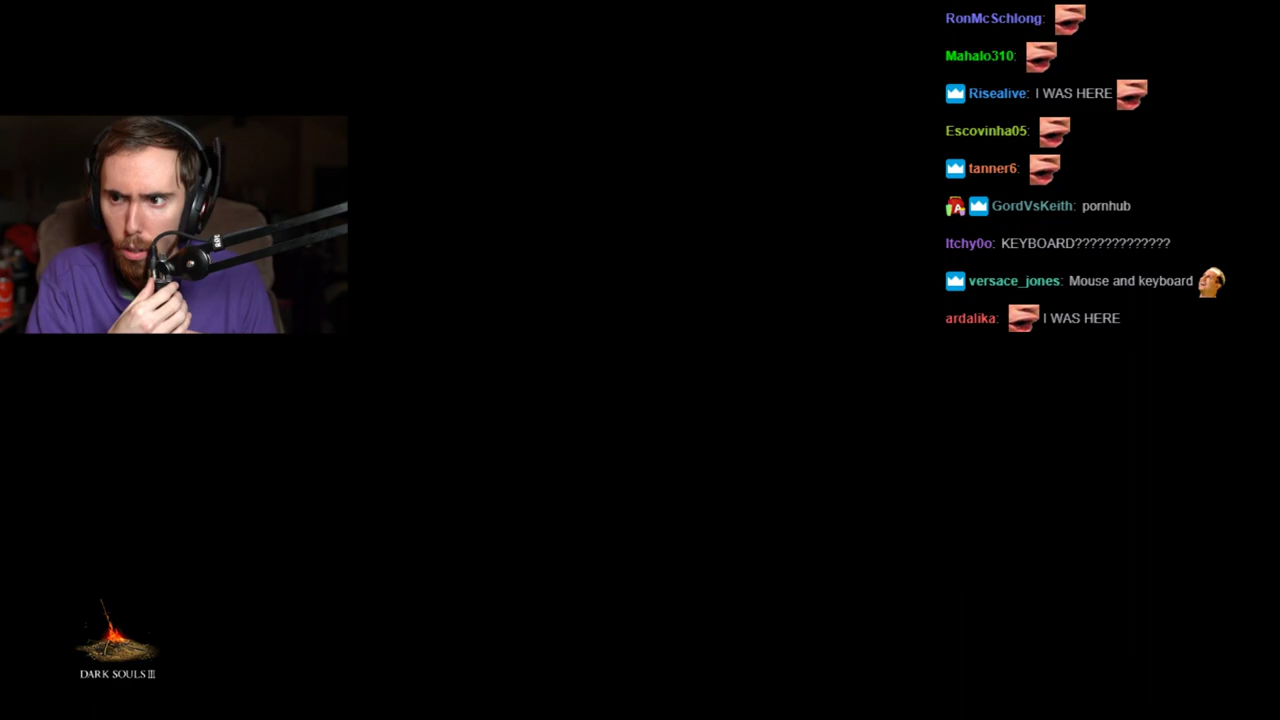 RonMcSchlong:
Mahalo310:
Risealive: I WAS HERE
Escovinha05:
tanner6:
GordVsKeith: pornhub
Itchy0o: KEYBOARD?????????????
versace_jones: Mouse and keyboard
ardalika: I WAS HERE
DARK SOULS III